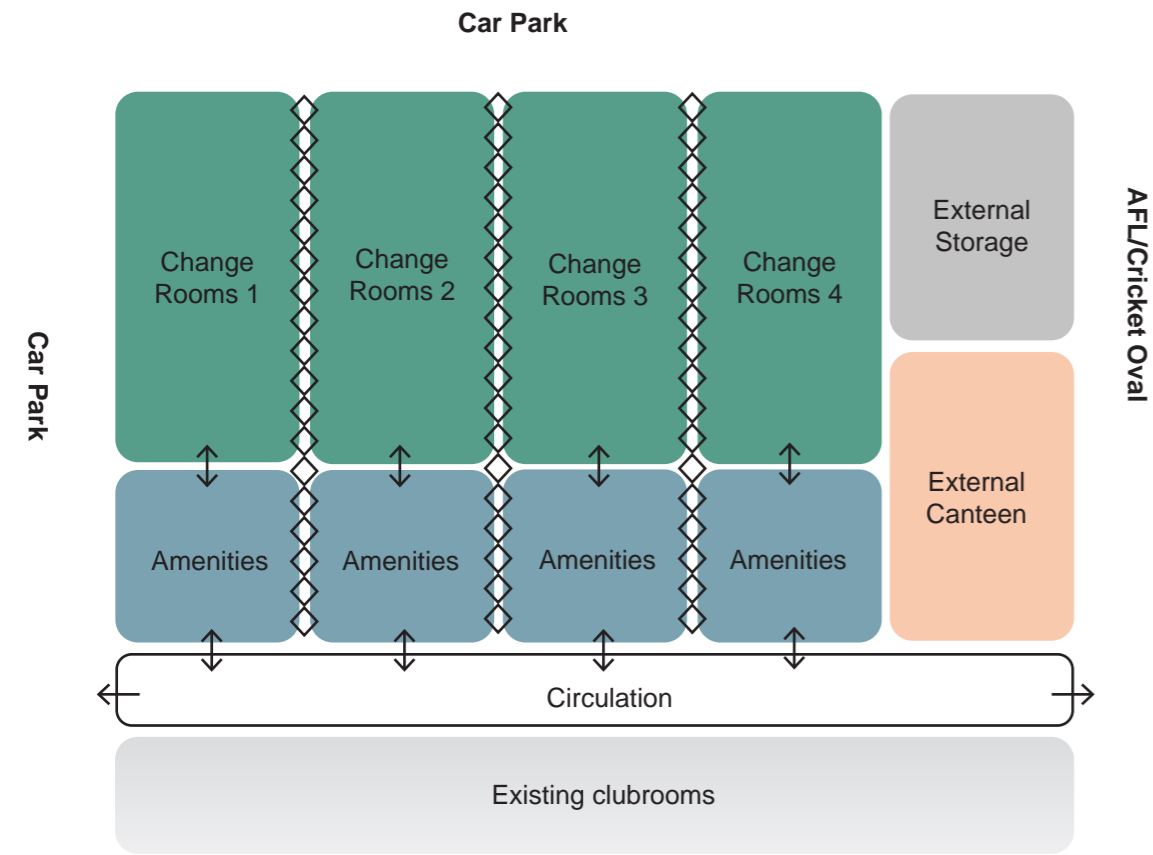 Car Park
Change
Rooms 1
Change
Rooms 2
Change
Rooms 3
Change
Rooms 4
External
Storage
Car Park
AFL/Cricket Oval
External
Canteen
Amenities
Amenities
Amenities
Amenities
Circulation
Existing clubrooms